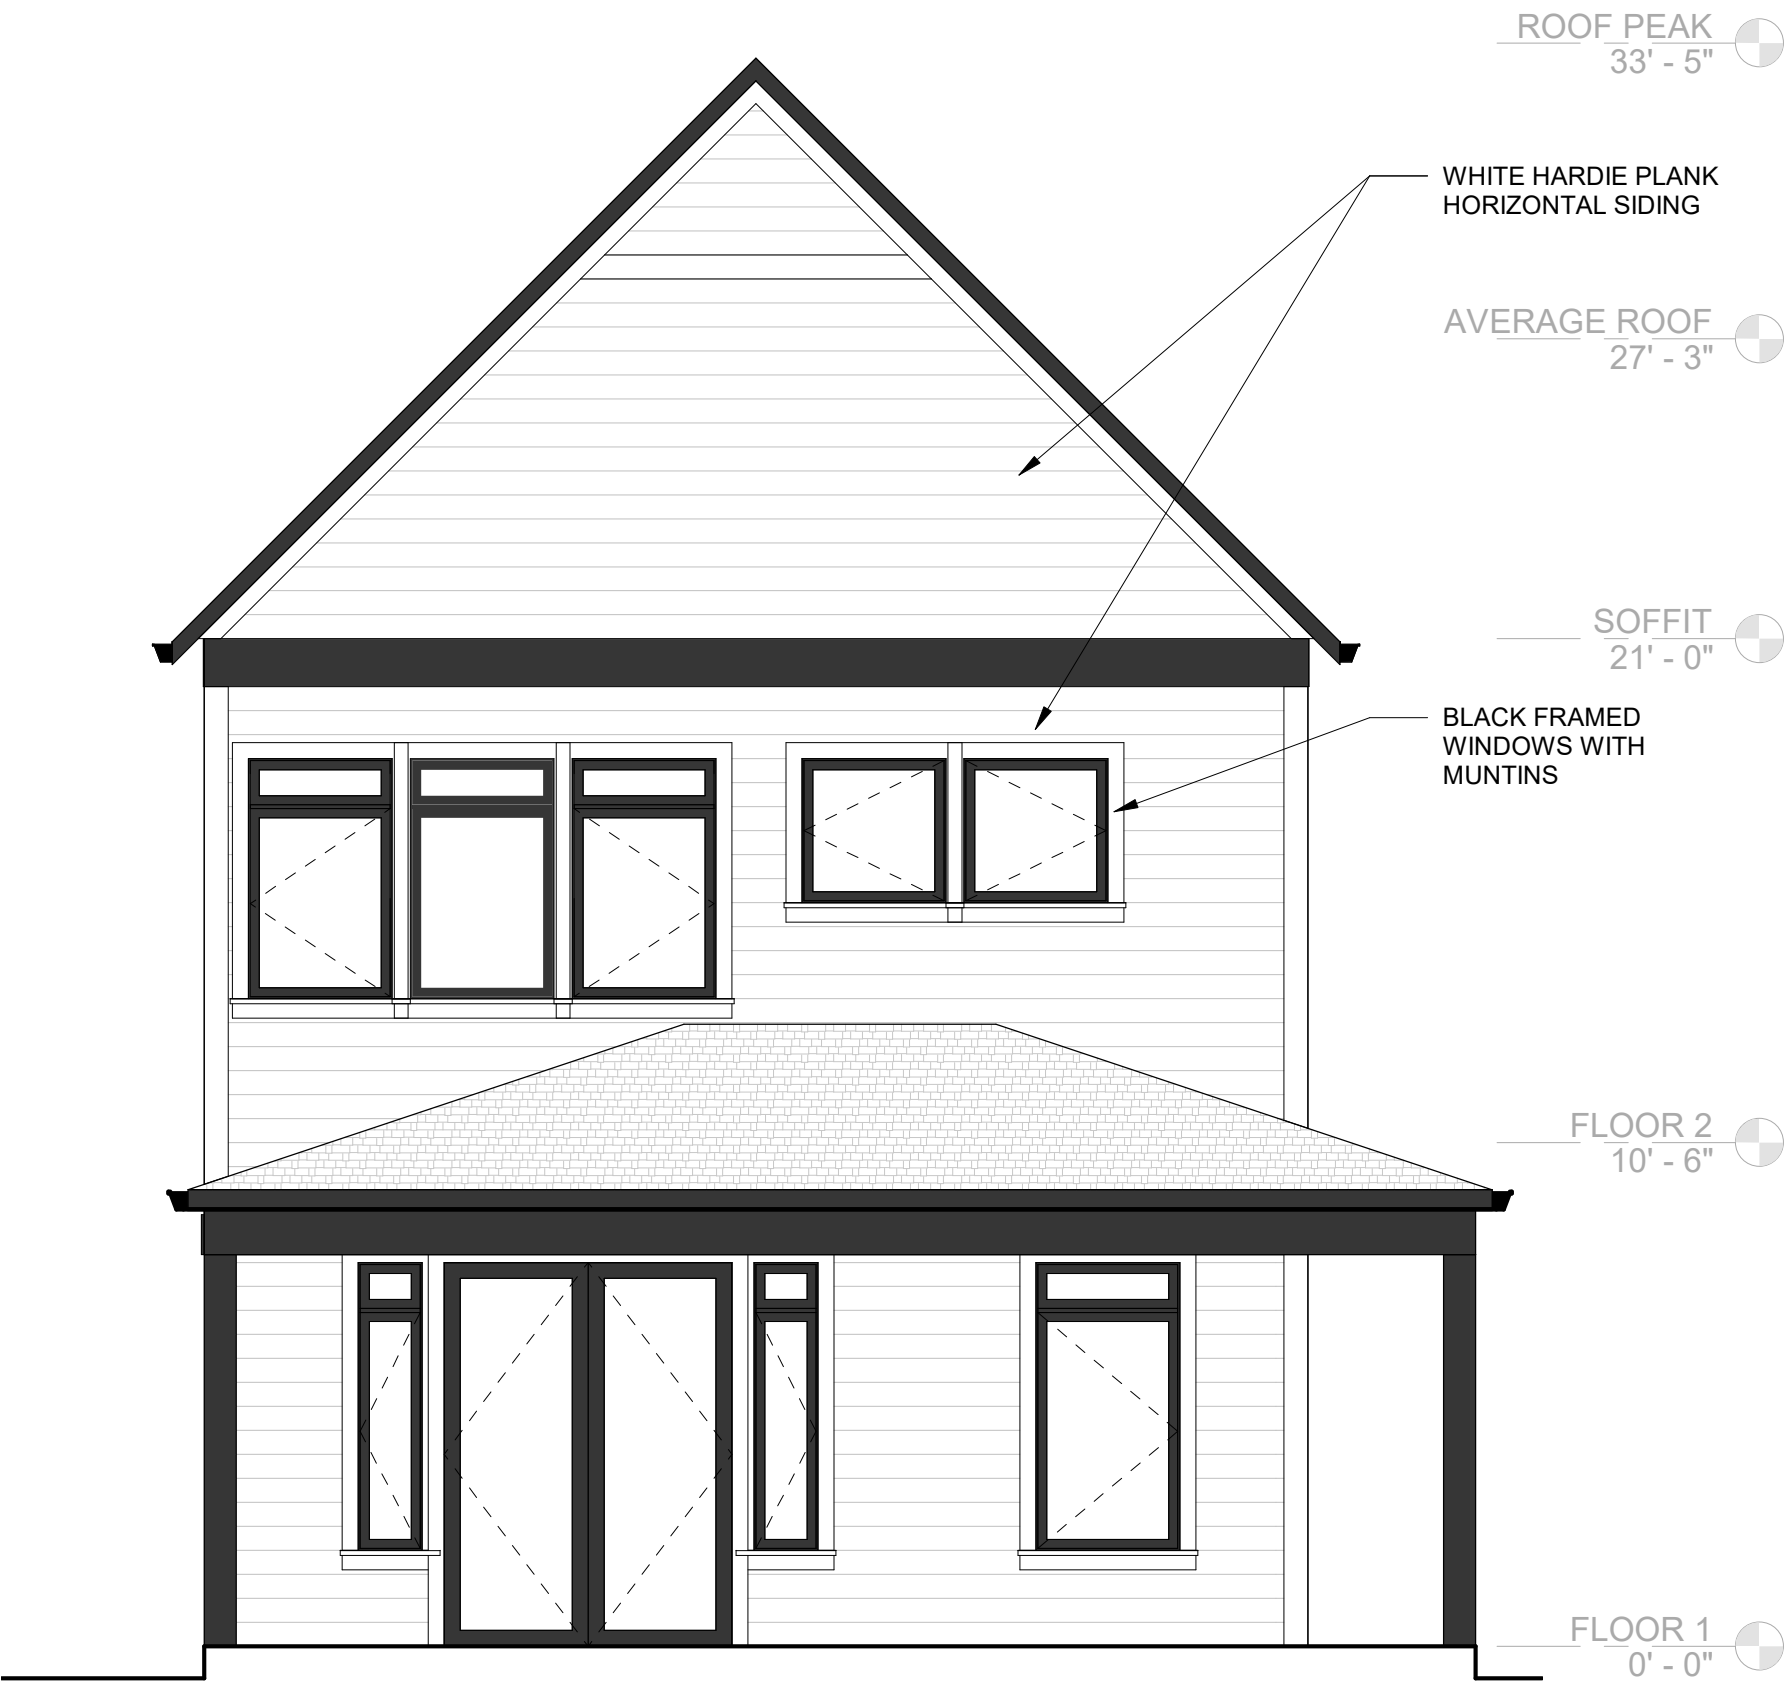 ROOF PEAK
33' - 5"
WHITE HARDIE PLANK
HORIZONTAL SIDING
AVERAGE ROOF
27' - 3"
SOFFIT
21' - 0"
BLACK FRAMED
WINDOWS WITH
MUNTINS
FLOOR 2
10' - 6"
FLOOR 1
0' - 0"